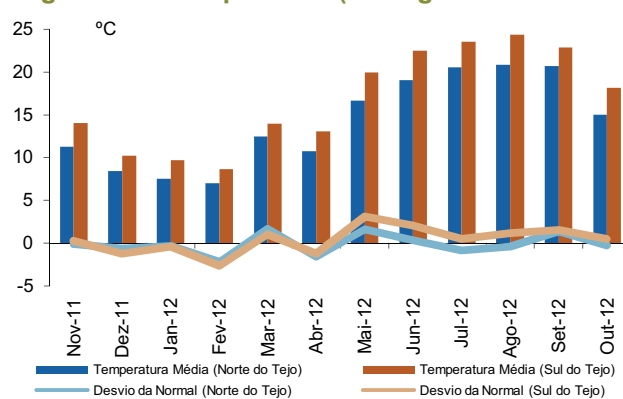 ºC
25
20
15
10
5
0
-5
Nov-11
Dez-11
Jan-12
Fev-12
Mar-12
Abr-12
Mai-12
Jun-12
Jul-12
Ago-12
Set-12
Out-12
Temperatura Média (Norte do Tejo) Temperatura Média (Sul do Tejo)
Desvio da Normal (Norte do Tejo) Desvio da Normal (Sul do Tejo)